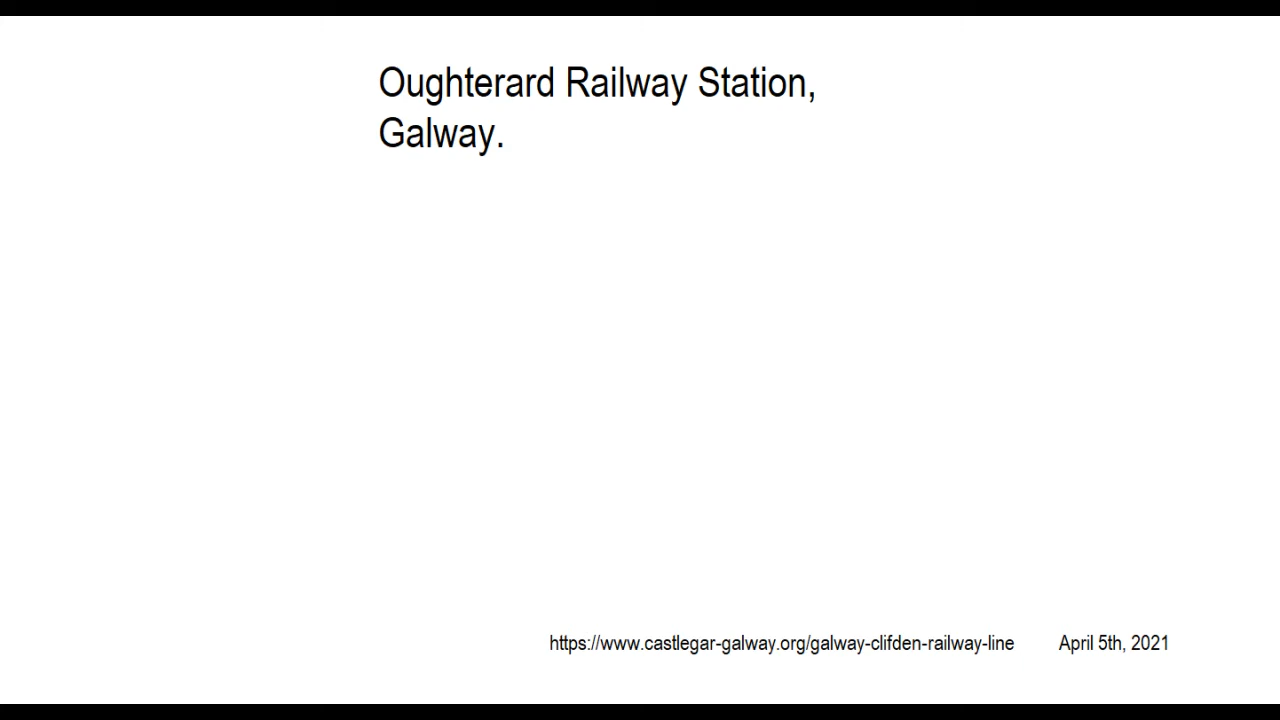 Oughterard Railway Station,
Galway.
https://www.castlegar-galway.org/galway-clifden-railway-line April 5th, 2021